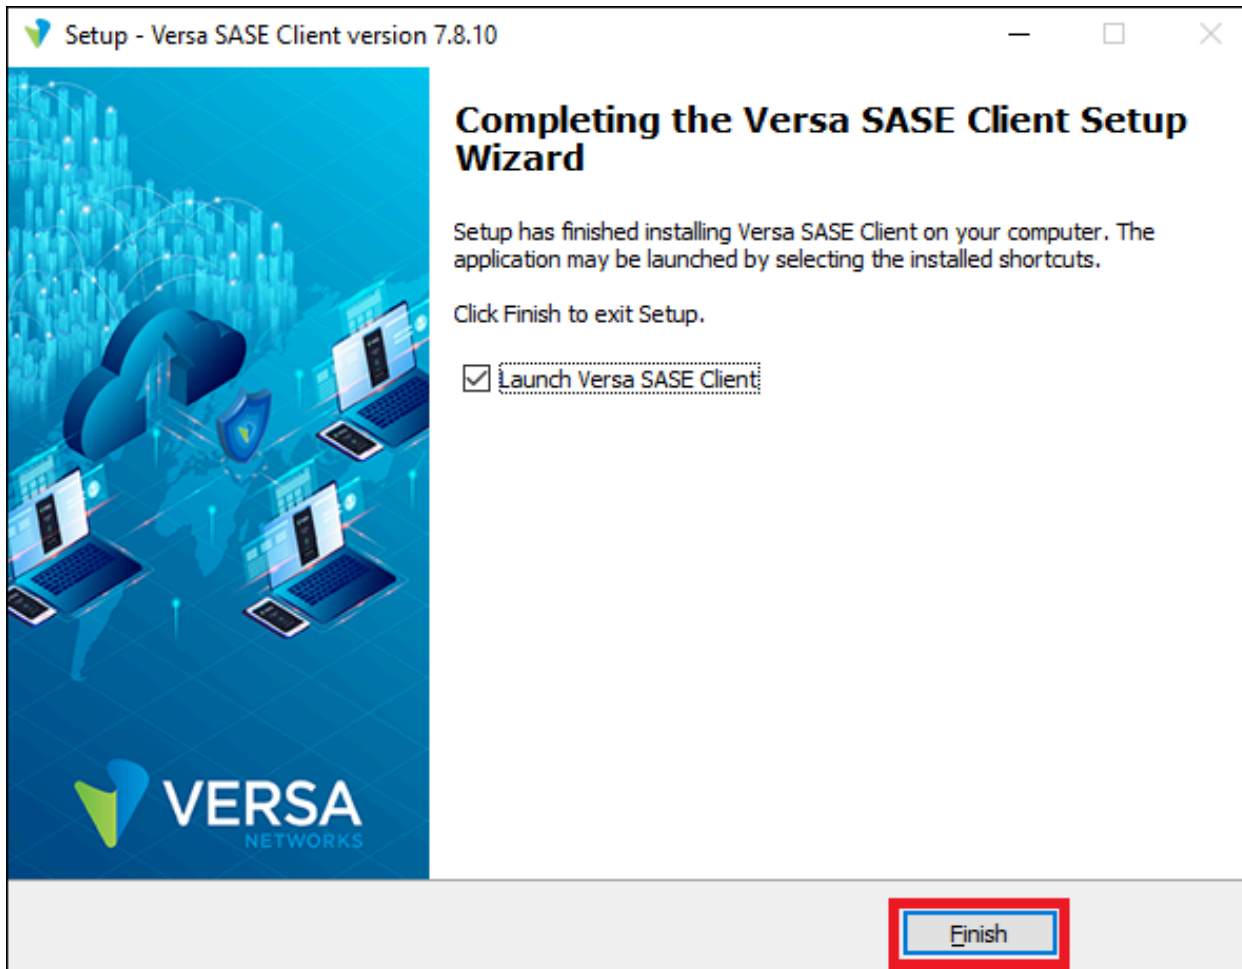 Setup - Versa SASE Client version 7.8.10
Completing the Versa SASE Client Setup
Wizard
Setup has finished installing Versa SASE Client on your computer. The
application may be launched by selecting the installed shortcuts.
Click Finish to exit Setup.
Launch Versa SASE Client
VERSA
NETWORKS
Finish